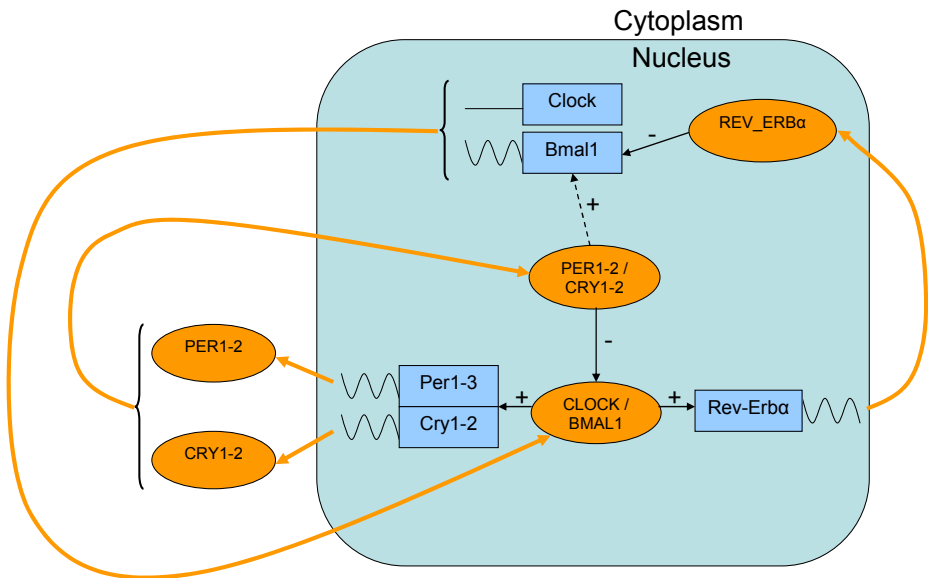 Cytoplasm
Nucleus
Clock
REV_ERBα
-
Bmal1
+
PER1-2 /
CRY1-2
PER1-2
-
Per1-3
+
CLOCK /
BMAL1
+
Rev-Erbα
Cry1-2
CRY1-2